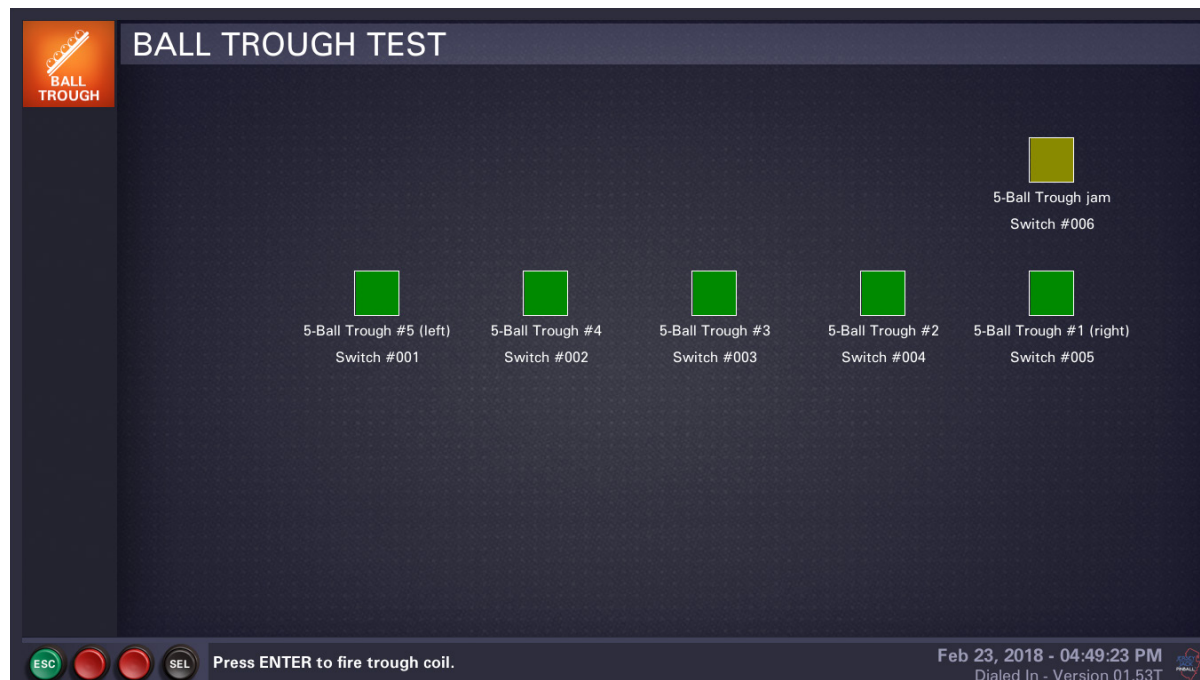 BALL TROUGH TEST
BALL
TROUGH
5-Ball Trough jam
Switch #006
5-Ball Trough #5 (left)
Switch #001
5-Ball Trough #4
Switch #002
5-Ball Trough #3
Switch #003
5-Ball Trough #2
Switch #004
5-Ball Trough #1 (right)
Switch #005
ESC
SEL
Press ENTER to fire trough coil.
Feb 23, 2018 - 04:49:23 PM
Dialed In - Version 01.53T
PINBALL